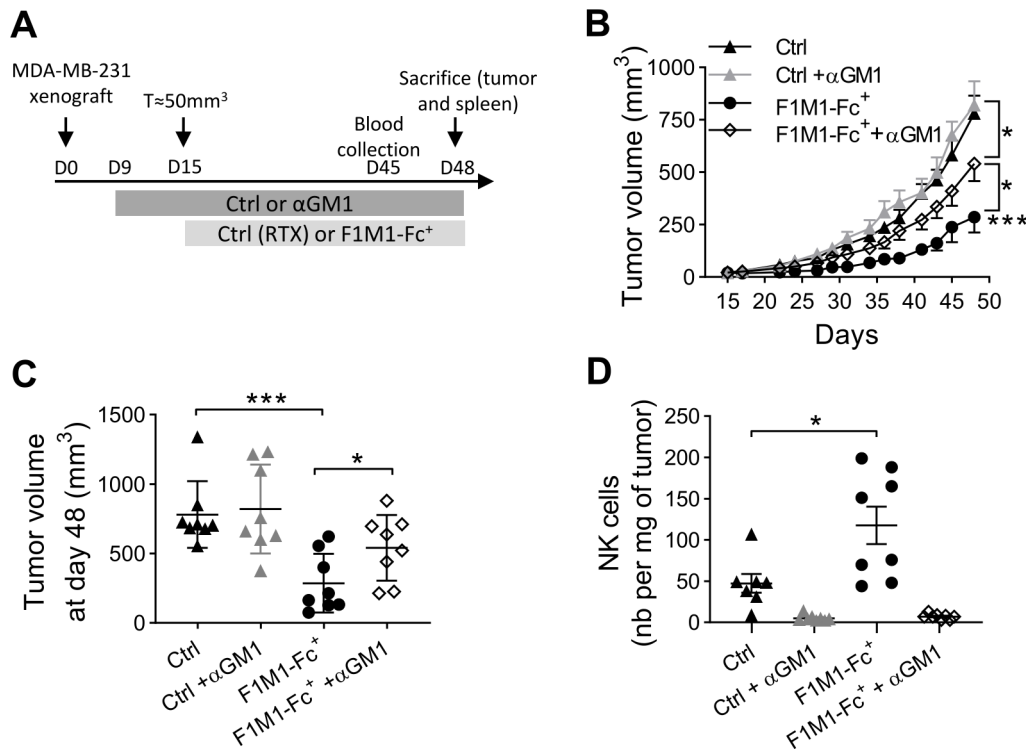 A
MDA-MB-231
xenograft
T≈50mm³
Blood
collection
Sacrifice (tumor
and spleen)
D0
D9
D15
D45
D48
Ctrl or αGM1
Ctrl (RTX) or F1M1-Fc⁺
B
Ctrl
Ctrl +αGM1
F1M1-Fc⁺
F1M1-Fc⁺+αGM1
Tumor volume (mm³)
1000
750
500
250
0
15 20 25 30 35 40 45 50
Days
*
*
***
C
Tumor volume
at day 48 (mm³)
1500
1000
500
0
***
*
Ctrl
Ctrl +αGM1
F1M1-Fc⁺
F1M1-Fc⁺ +αGM1
D
NK cells
(nb per mg of tumor)
250
200
150
100
50
0
*
Ctrl
Ctrl + αGM1
F1M1-Fc⁺
F1M1-Fc⁺ + αGM1